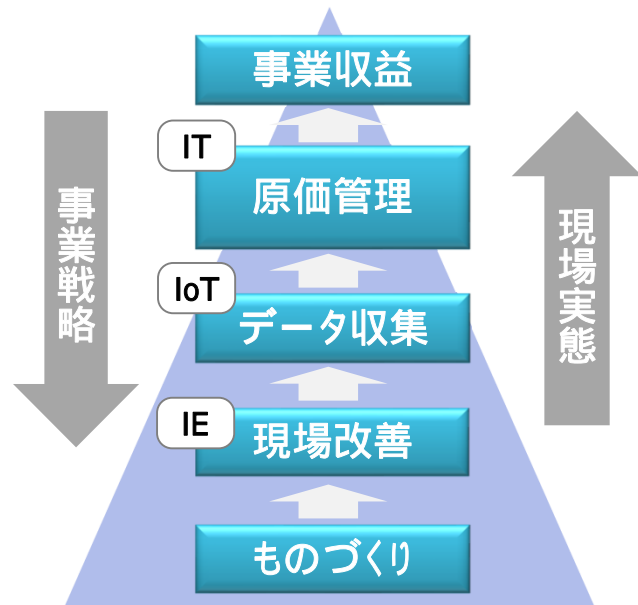 事業収益
IT
原価管理
事業戦略
現場実態
IoT
データ収集
IE
現場改善
ものづくり